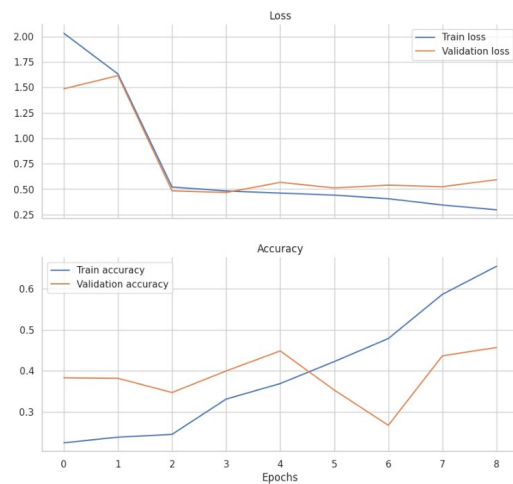 Loss
2.00
1.75
1.50
1.25
1.00
0.75
0.50
0.25
Train loss
Validation loss
Accuracy
Train accuracy
Validation accuracy
0.6
0.5
0.4
0.3
0 1 2 3 4 5 6 7 8
Epochs